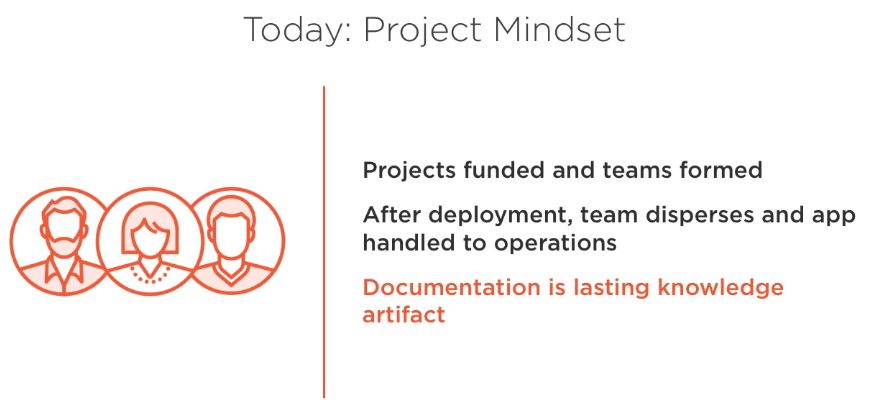 Today: Project Mindset
Projects funded and teams formed
After deployment, team disperses and app
handled to operations
Documentation is lasting knowledge
artifact